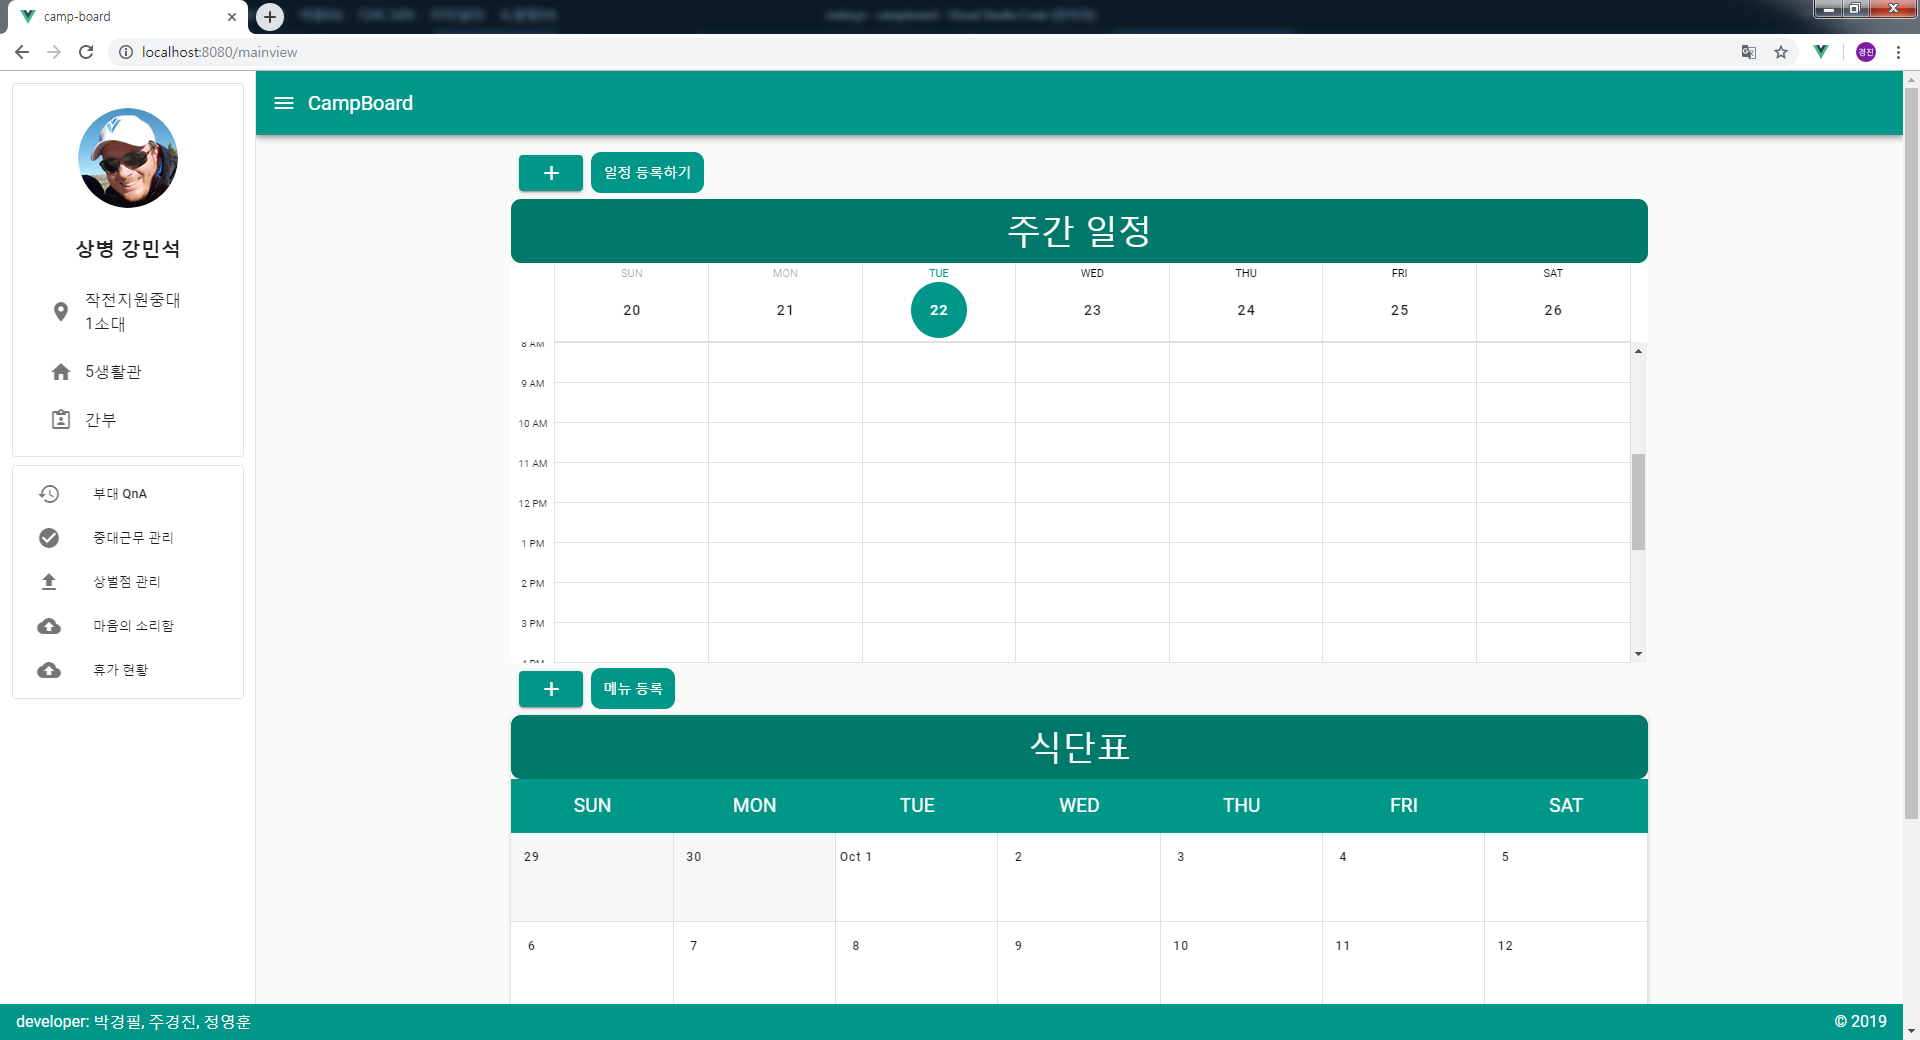 camp-board
localhost:8080/mainview
경진
CampBoard
상병 강민석
작전지원중대
1소대
5생활관
간부
부대 QnA
중대근무 관리
상벌점 관리
마음의 소리함
휴가 현황
일정 등록하기
주간 일정
SUN MON TUE WED THU FRI SAT
20 21 22 23 24 25 26
8 AM
9 AM
10 AM
11 AM
12 PM
1 PM
2 PM
3 PM
4 PM
메뉴 등록
식단표
SUN MON TUE WED THU FRI SAT
29 30 Oct 1 2 3 4 5
6 7 8 9 10 11 12
developer: 박경필, 주경진, 정영훈
© 2019